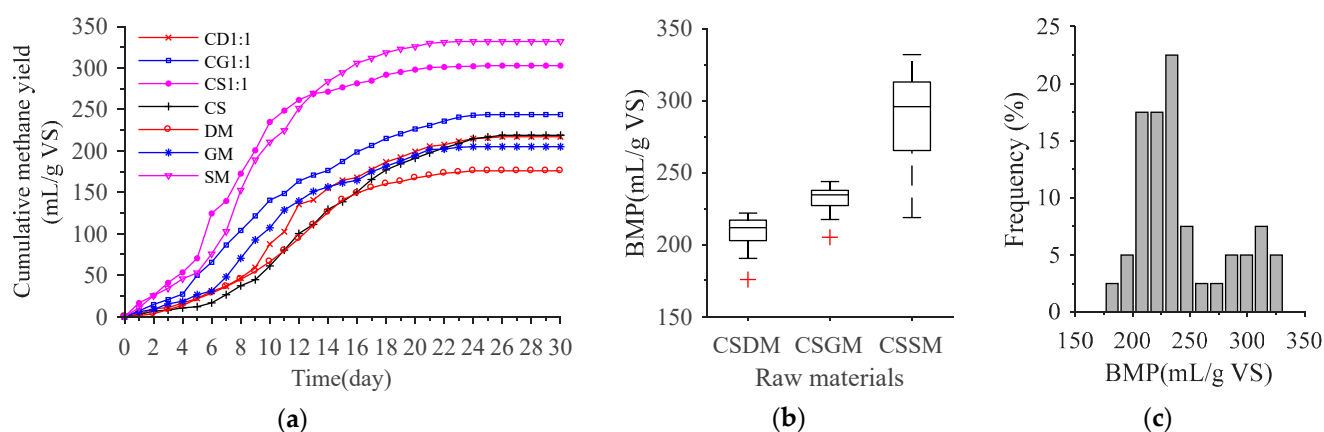 Cumulative methane yield
(mL/g VS)
350
300
250
200
150
100
50
0
CD1:1
CG1:1
CS1:1
CS
DM
GM
SM
0 2 4 6 8 10 12 14 16 18 20 22 24 26 28 30
Time(day)
(a)
BMP(mL/g VS)
350
300
250
200
150
CSDM CSGM CSSM
Raw materials
(b)
Frequency (%)
25
20
15
10
5
0
150 200 250 300 350
BMP(mL/g VS)
(c)